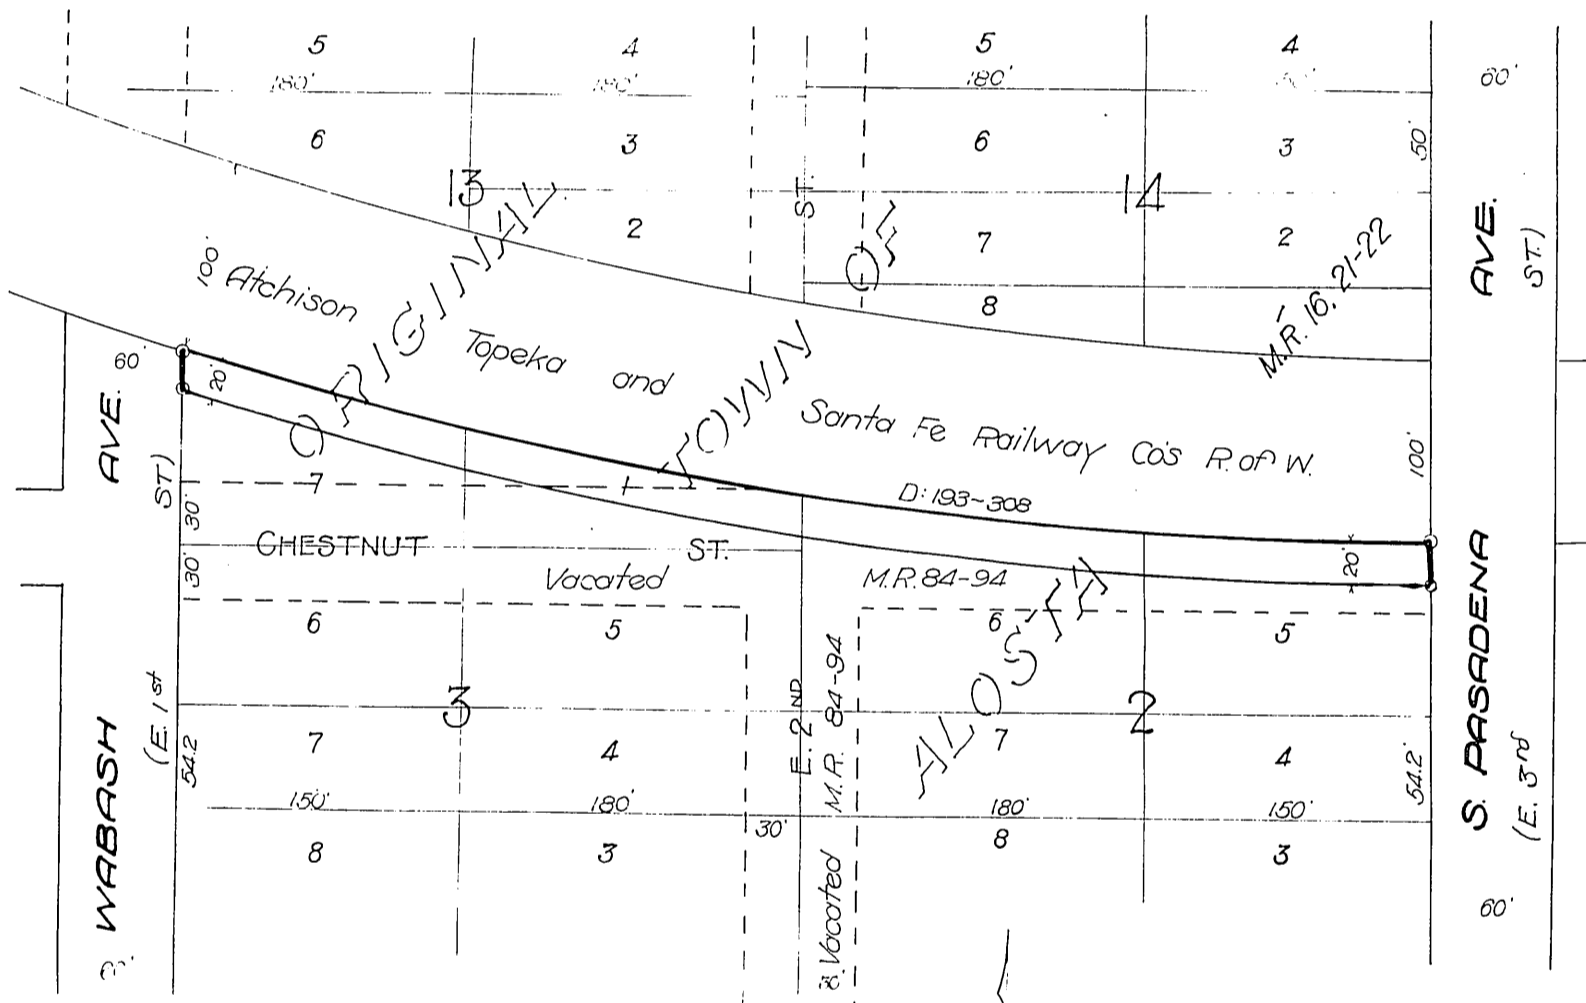 5 4 5 4
180' 180' 180'
60'
6 3 6 3
50'
13 14
ST.
2 7 2
8
AVE.
ST.)
M.R. 16, 21-22
100'
Atchison Topeka and Santa Fe Railway Co's R. of W.
ORIGINAL TOWN OF ALOSTA
D:193-308
100'
60'
20'
20'
AVE.
ST)
7 1
30'
30'
CHESTNUT ST.
Vacated
M.R. 84-94
6 5 6 5
3 2
E. 2ND
Vacated M.R. 84-94
7 4 7 4
54.2
54.2'
150' 180' 180' 150'
30'
8 3 8 3
WABASH
(E. 1st
S. PASADENA
(E. 3rd
60'